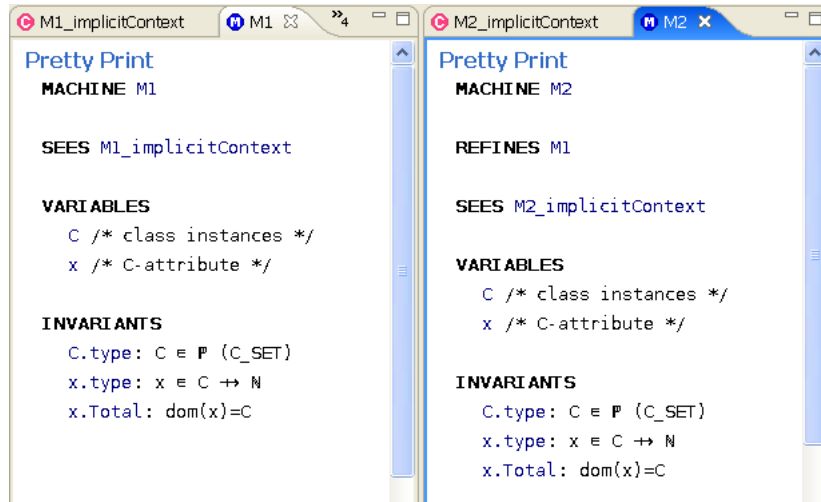 M1_implicitContext
M1
»4
Pretty Print
MACHINE M1
SEES M1_implicitContext
VARIABLES
C /* class instances */
x /* C-attribute */
INVARIANTS
C.type: C ∈ ℙ (C_SET)
x.type: x ∈ C ⇸ ℕ
x.Total: dom(x)=C
M2_implicitContext
M2
Pretty Print
MACHINE M2
REFINES M1
SEES M2_implicitContext
VARIABLES
C /* class instances */
x /* C-attribute */
INVARIANTS
C.type: C ∈ ℙ (C_SET)
x.type: x ∈ C ⇸ ℕ
x.Total: dom(x)=C